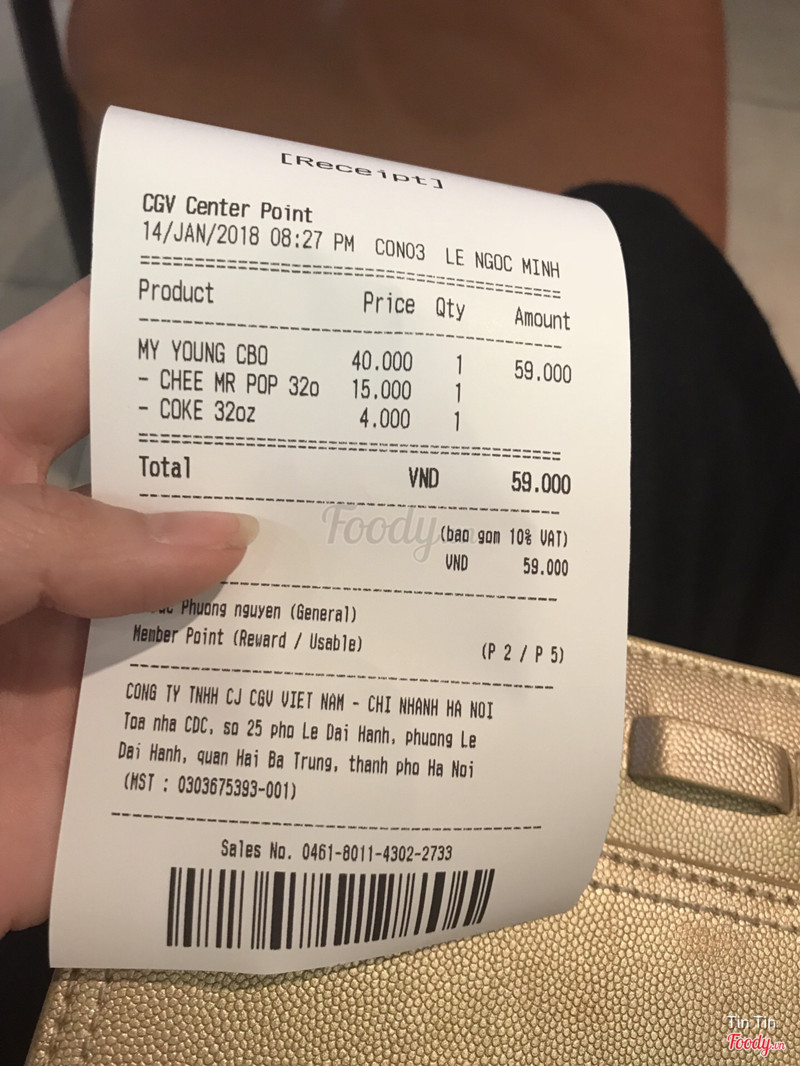 [Receipt]
CGV Center Point
14/JAN/2018 08:27 PM CON03 LE NGOC MINH
Product Price Qty Amount
MY YOUNG CBO 40.000 1 59.000
- CHEE MR POP 32o 15.000 1
- COKE 32oz 4.000 1
Total VND 59.000
Foody.vn
(bao gom 10% VAT)
VND 59.000
Phuong nguyen (General)
Member Point (Reward / Usable) (P 2 / P 5)
CONG TY TNHH CJ CGV VIET NAM - CHI NHANH HA NOI
Toa nha CDC, so 25 pho Le Dai Hanh, phuong Le
Dai Hanh, quan Hai Ba Trung, thanh pho Ha Noi
(MST : 0303675393-001)
Sales No. 0461-8011-4302-2733
Tin Tin
Foody.vn